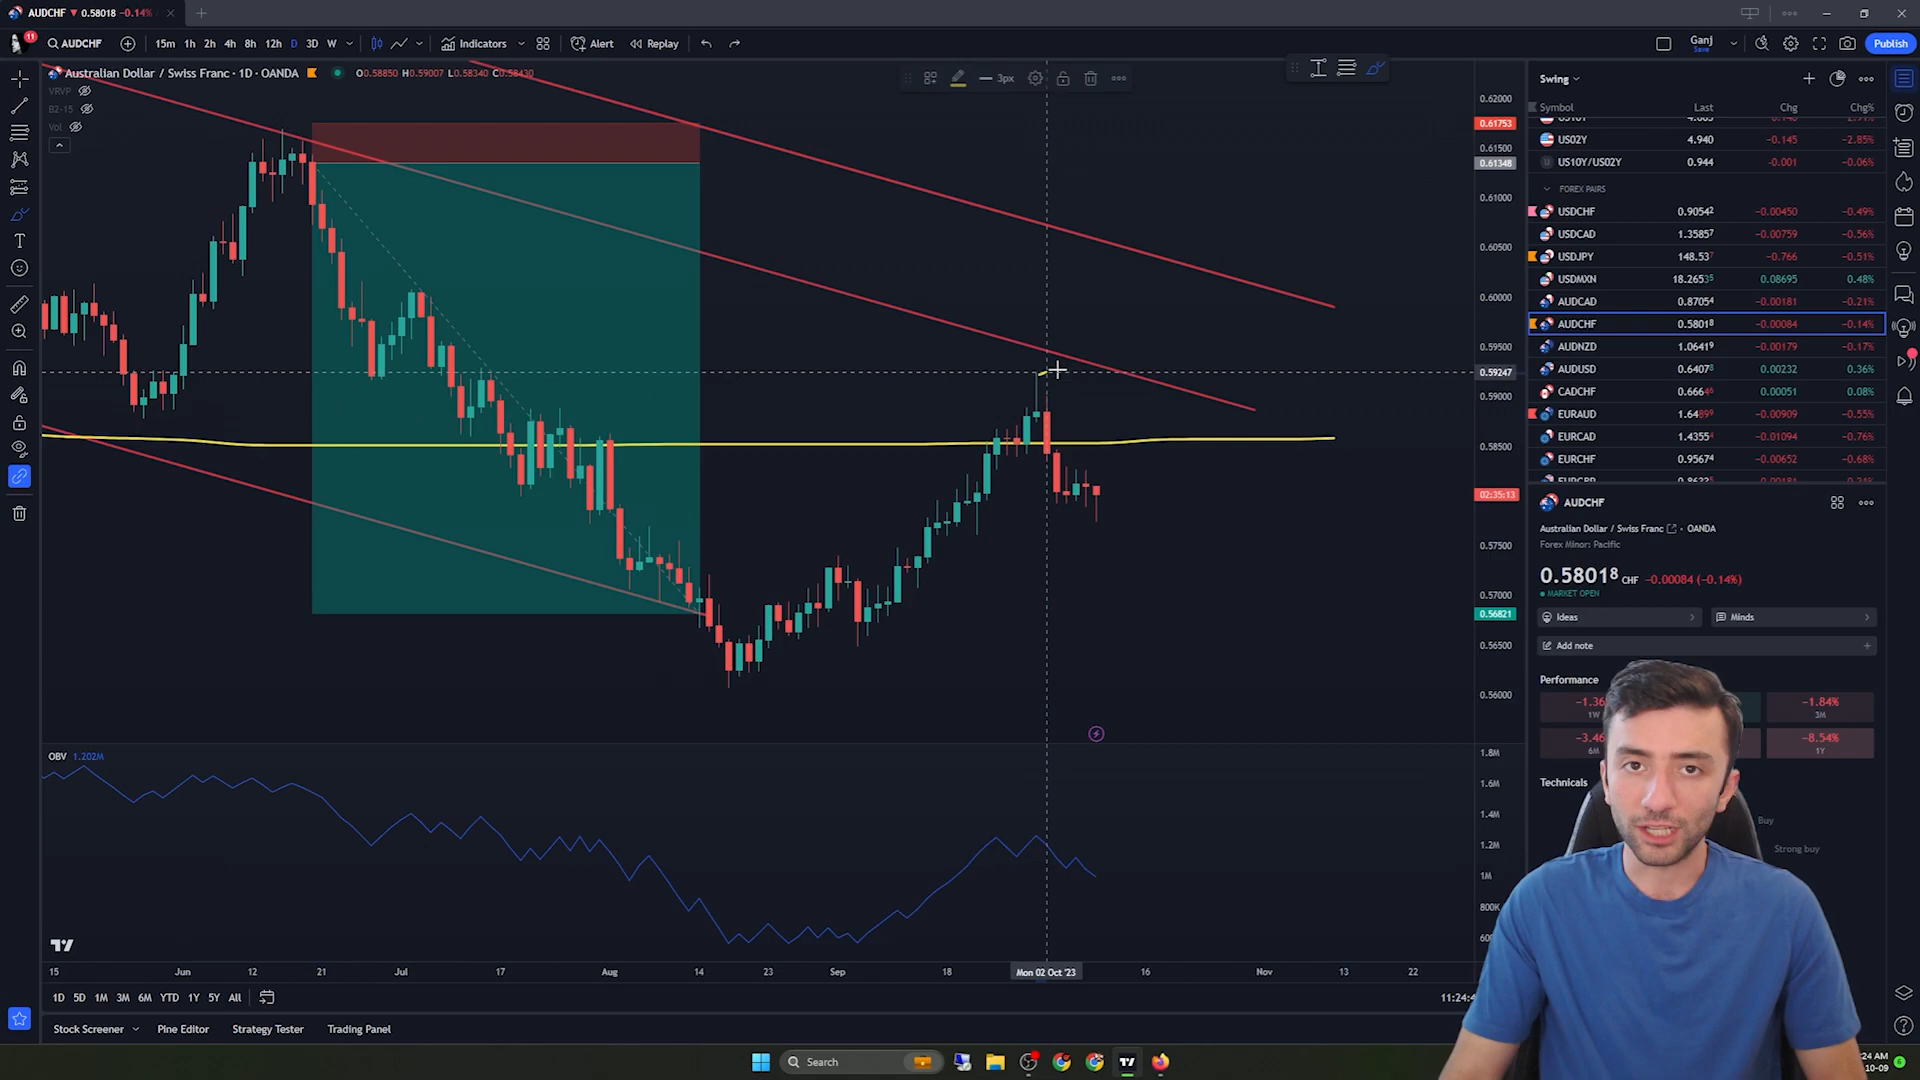 AUDCHF ▼ 0.58018 −0.14%
11
AUDCHF
15m 1h 2h 4h 8h 12h D 3D W
Indicators
Alert
Replay
Ganj
Save
Publish
Australian Dollar / Swiss Franc · 1D · OANDA
O0.58850 H0.59007 L0.58340 C0.58430
VRVP
B2-15
Vol
3px
0.62000
0.61753
0.61500
0.61348
0.61000
0.60500
0.60000
0.59500
0.59247
0.59000
0.58500
02:35:13
0.57500
0.57000
0.56821
0.56500
0.56000
OBV 1.202M
1.8M
1.6M
1.4M
1.2M
1M
800K
15 Jun 12 21 Jul 17 Aug 14 23 Sep 18 Mon 02 Oct '23 16 Nov 13 22
1D 5D 1M 3M 6M YTD 1Y 5Y All
11:24:4
Stock Screener
Pine Editor
Strategy Tester
Trading Panel
Swing
Symbol Last Chg Chg%
US02Y 4.940 −0.145 −2.85%
US10Y/US02Y 0.944 −0.001 −0.06%
FOREX PAIRS
USDCHF 0.90542 −0.00450 −0.49%
USDCAD 1.35857 −0.00759 −0.56%
USDJPY 148.537 −0.766 −0.51%
USDMXN 18.26535 0.08695 0.48%
AUDCAD 0.87054 −0.00181 −0.21%
AUDCHF 0.58018 −0.00084 −0.14%
AUDNZD 1.06419 −0.00179 −0.17%
AUDUSD 0.64078 0.00232 0.36%
CADCHF 0.66646 0.00051 0.08%
EURAUD 1.64899 −0.00909 −0.55%
EURCAD 1.43554 −0.01094 −0.76%
EURCHF 0.95674 −0.00652 −0.68%
AUDCHF
Australian Dollar / Swiss Franc · OANDA
Forex Minor: Pacific
0.58018 CHF −0.00084 (−0.14%)
MARKET OPEN
Ideas
Minds
Add note
Performance
1W
−1.84%
3M
6M
−8.54%
1Y
Technicals
Buy
Strong buy
Search
24 AM
10-09
6